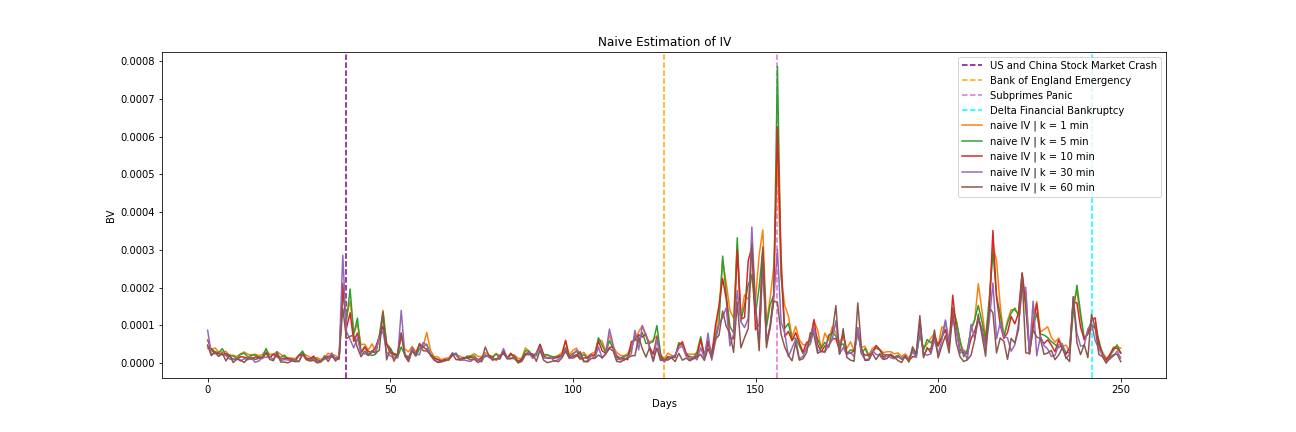 Naive Estimation of IV
0.0008
0.0007
0.0006
0.0005
0.0004
0.0003
0.0002
0.0001
0.0000
BV
US and China Stock Market Crash
Bank of England Emergency
Subprimes Panic
Delta Financial Bankruptcy
naive IV | k = 1 min
naive IV | k = 5 min
naive IV | k = 10 min
naive IV | k = 30 min
naive IV | k = 60 min
0 50 100 150 200 250
Days